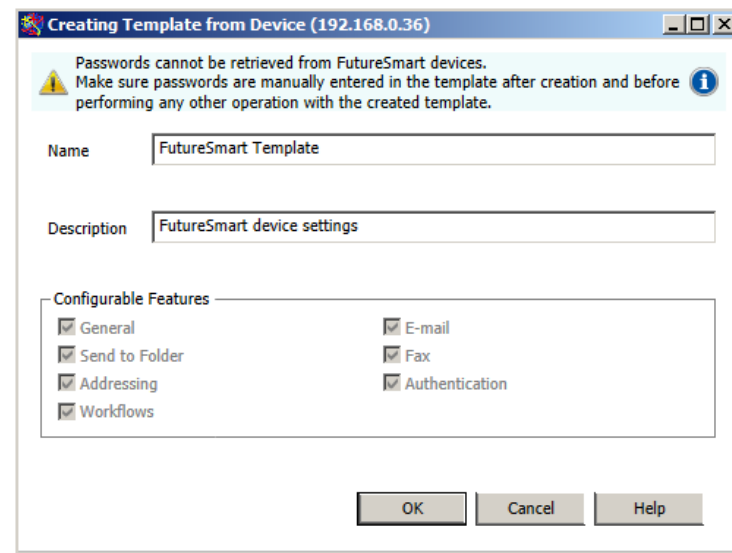 Creating Template from Device (192.168.0.36)
Passwords cannot be retrieved from FutureSmart devices.
Make sure passwords are manually entered in the template after creation and before
performing any other operation with the created template.
Name FutureSmart Template
Description FutureSmart device settings
Configurable Features
General E-mail
Send to Folder Fax
Addressing Authentication
Workflows
OK Cancel Help